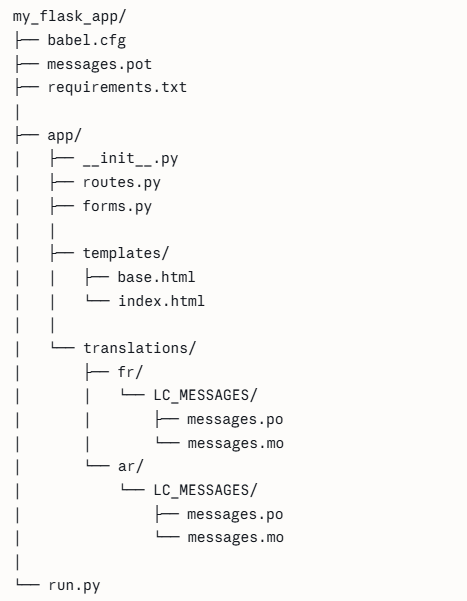 my_flask_app/
├── babel.cfg
├── messages.pot
├── requirements.txt
│
├── app/
│   ├── __init__.py
│   ├── routes.py
│   ├── forms.py
│   │
│   ├── templates/
│   │   ├── base.html
│   │   └── index.html
│   │
│   └── translations/
│       ├── fr/
│       │   └── LC_MESSAGES/
│       │       ├── messages.po
│       │       └── messages.mo
│       └── ar/
│           └── LC_MESSAGES/
│               ├── messages.po
│               └── messages.mo
│
└── run.py